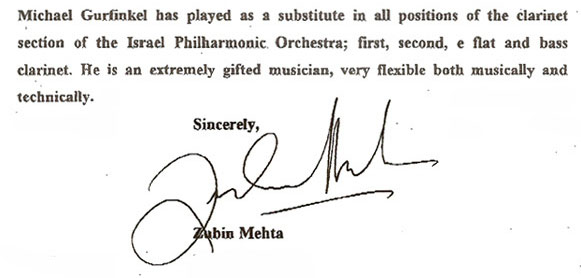 Michael Gurfinkel has played as a substitute in all positions of the clarinet
section of the Israel Philharmonic Orchestra; first, second, e flat and bass
clarinet. He is an extremely gifted musician, very flexible both musically and
technically.
Sincerely,
Zubin Mehta